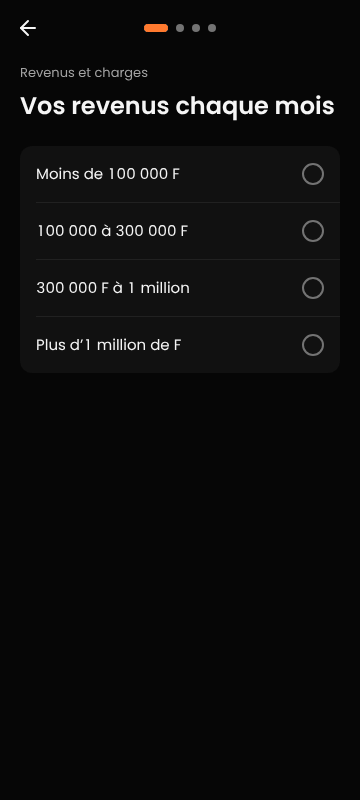 Revenus et charges
Vos revenus chaque mois
Moins de 100 000 F
100 000 à 300 000 F
300 000 F à 1 million
Plus d’1 million de F